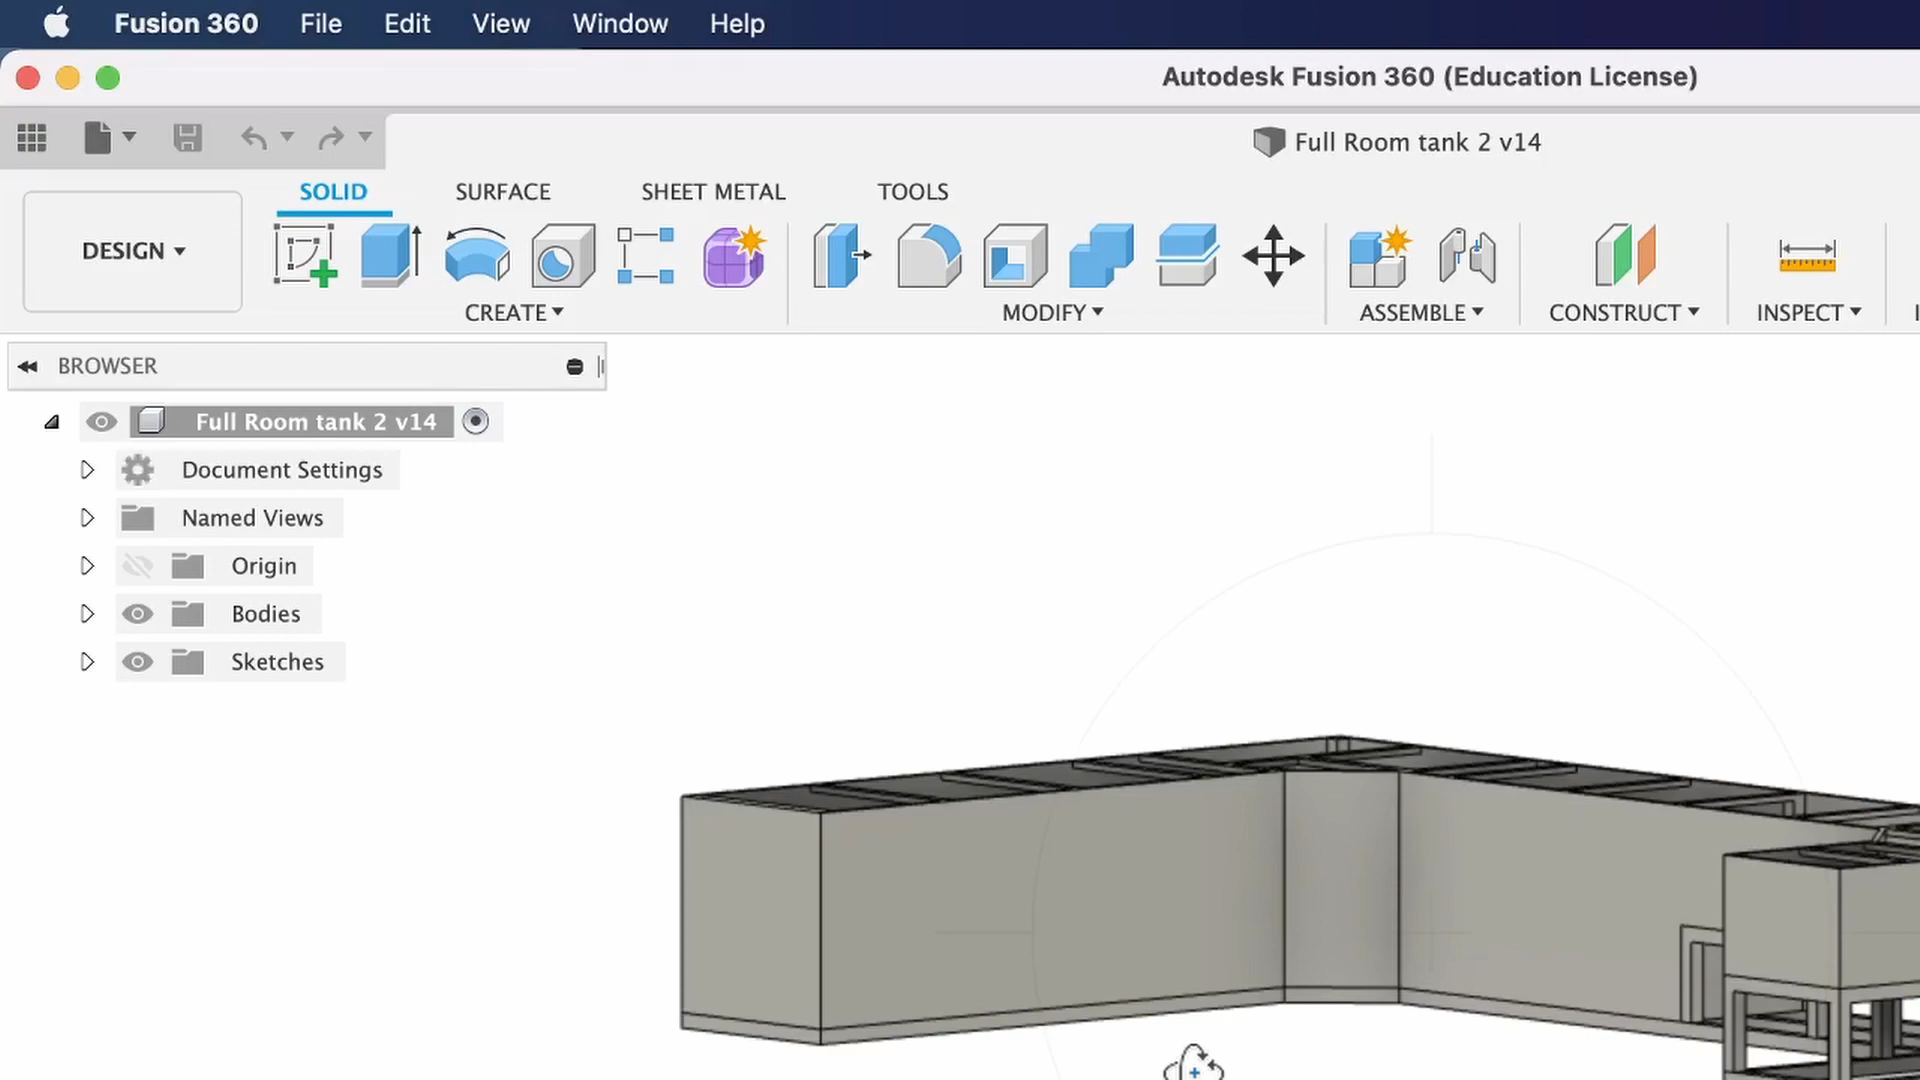 Fusion 360 File Edit View Window Help
Autodesk Fusion 360 (Education License)
Full Room tank 2 v14
SOLID SURFACE SHEET METAL TOOLS
DESIGN
CREATE MODIFY ASSEMBLE CONSTRUCT INSPECT
BROWSER
Full Room tank 2 v14
Document Settings
Named Views
Origin
Bodies
Sketches